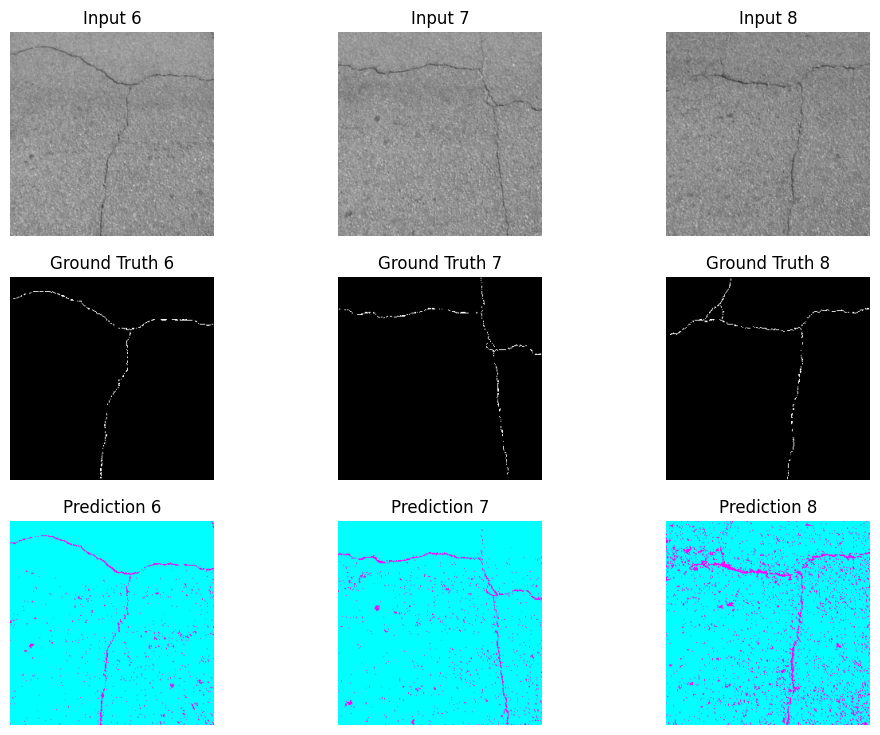 Input 6
Input 7
Input 8
Ground Truth 6
Ground Truth 7
Ground Truth 8
Prediction 6
Prediction 7
Prediction 8